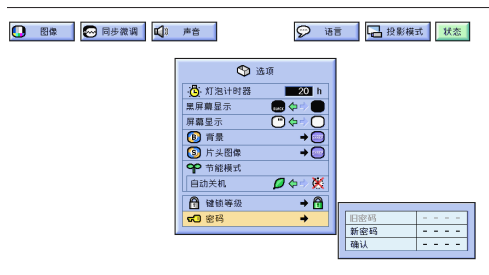 图像 同步微调 声音 语言 投影模式 状态
选项
灯泡计时器 20 h
黑屏幕显示
屏幕显示
背景
片头图像
节能模式
自动关机
键锁等级
密码
旧密码 - - - -
新密码 - - - -
确认 - - - -